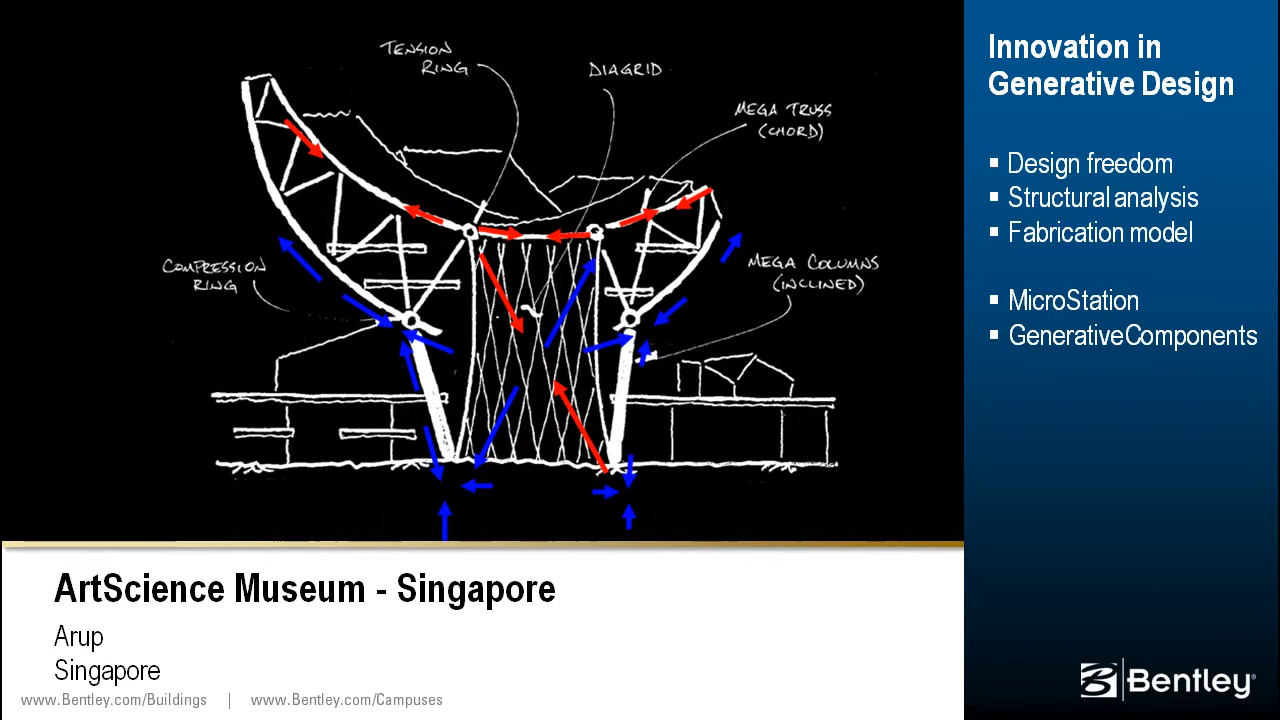 TENSION
RING
DIAGRID
MEGA TRUSS
(CHORD)
COMPRESSION
RING
MEGA COLUMNS
(INCLINED)
Innovation in
Generative Design
▪ Design freedom
▪ Structural analysis
▪ Fabrication model
▪ MicroStation
▪ GenerativeComponents
ArtScience Museum - Singapore
Arup
Singapore
www.Bentley.com/Buildings | www.Bentley.com/Campuses
Bentley®